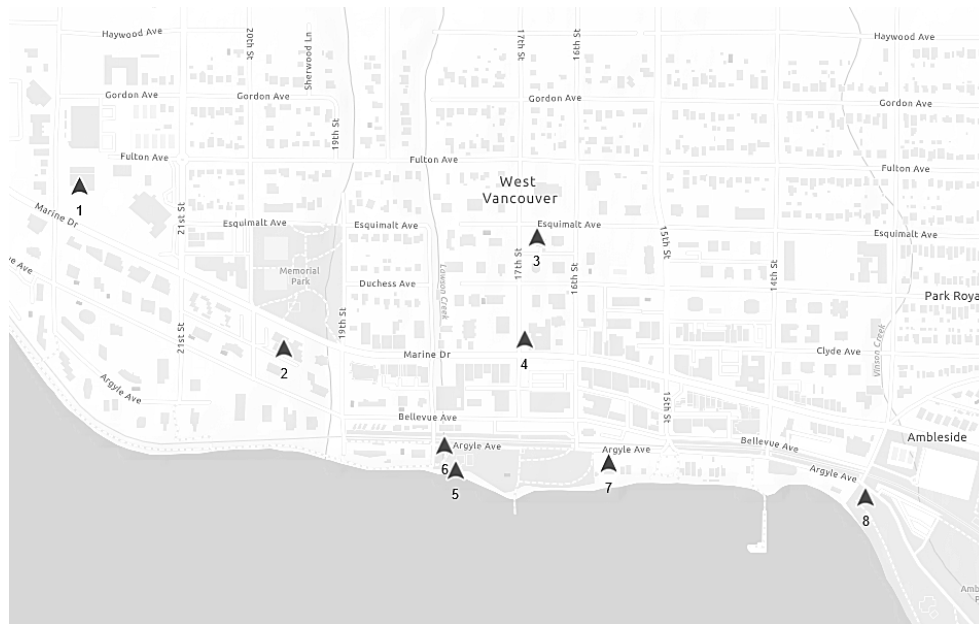 Haywood Ave
20th St
Sherwood Ln
17th St
16th St
Haywood Ave
Gordon Ave
Gordon Ave
19th St
Gordon Ave
Gordon Ave
Fulton Ave
Fulton Ave
Fulton Ave
1
West
Vancouver
Marine Dr
21st St
Esquimalt Ave
Esquimalt Ave
Esquimalt Ave
Esquimalt Ave
15th St
3
17th St
16th St
14th St
Memorial
Park
Duchess Ave
Lawson Creek
Park Roya
19th St
21st St
2
Marine Dr
4
Clyde Ave
Vinson Creek
Argyle Ave
15th St
Bellevue Ave
Argyle Ave
Argyle Ave
Bellevue Ave
Ambleside
6
5
7
Argyle Ave
8
Amb